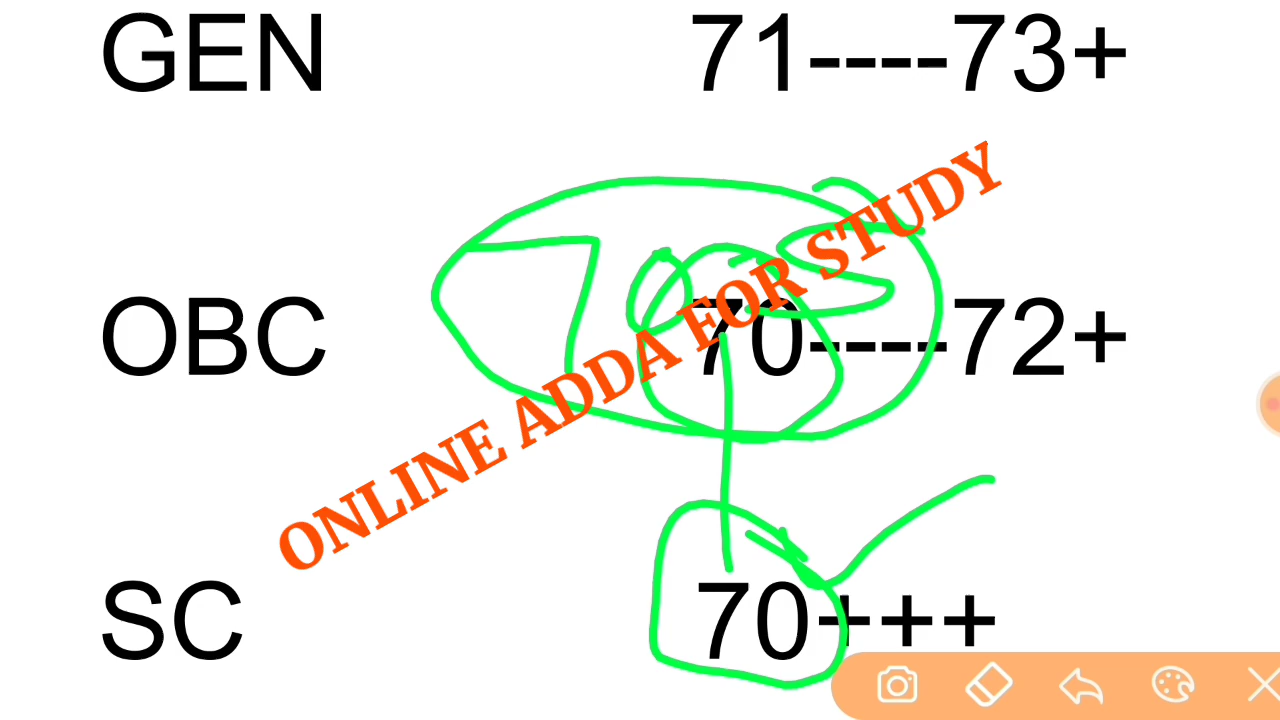 GEN 71----73+
OBC 70----72+
SC 70+++
ONLINE ADDA FOR STUDY